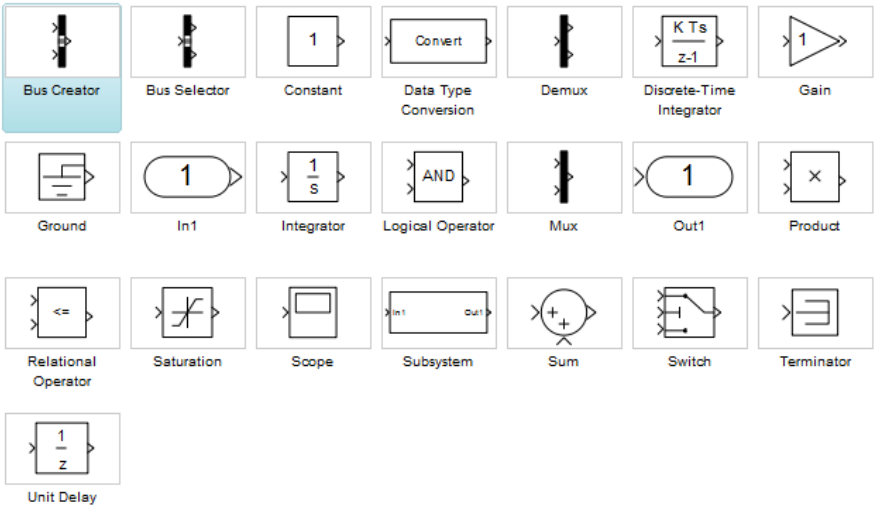 1
Convert
K Ts
z-1
1
Bus Creator
Bus Selector
Constant
Data Type
Conversion
Demux
Discrete-Time
Integrator
Gain
1
1
s
AND
1
×
Ground
In1
Integrator
Logical Operator
Mux
Out1
Product
<=
In1
Out1
+
+
Relational
Operator
Saturation
Scope
Subsystem
Sum
Switch
Terminator
1
z
Unit Delay